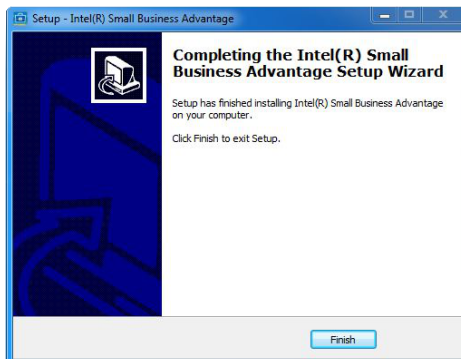 Setup - Intel(R) Small Business Advantage
Completing the Intel(R) Small
Business Advantage Setup Wizard
Setup has finished installing Intel(R) Small Business Advantage
on your computer.
Click Finish to exit Setup.
Finish